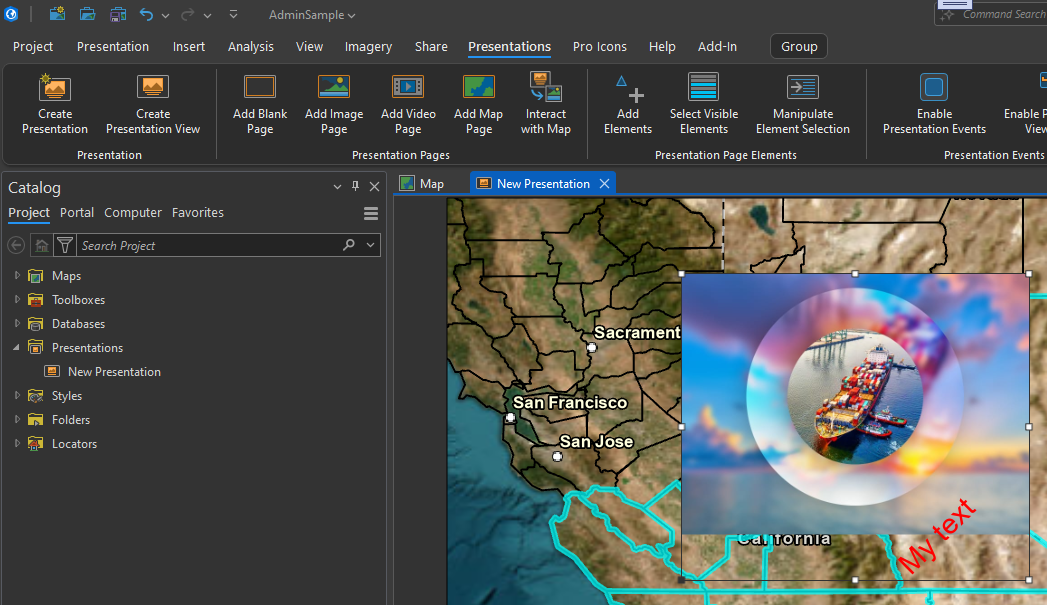 AdminSample
Command Search
Project Presentation Insert Analysis View Imagery Share Presentations Pro Icons Help Add-In Group
Create Presentation
Create Presentation View
Presentation
Add Blank Page
Add Image Page
Add Video Page
Add Map Page
Interact with Map
Presentation Pages
Add Elements
Select Visible Elements
Manipulate Element Selection
Presentation Page Elements
Enable Presentation Events
Enable P
View
Presentation Events
Catalog
Project Portal Computer Favorites
Search Project
Maps
Toolboxes
Databases
Presentations
New Presentation
Styles
Folders
Locators
Map
New Presentation
Sacrament
San Francisco
San Jose
California
My text